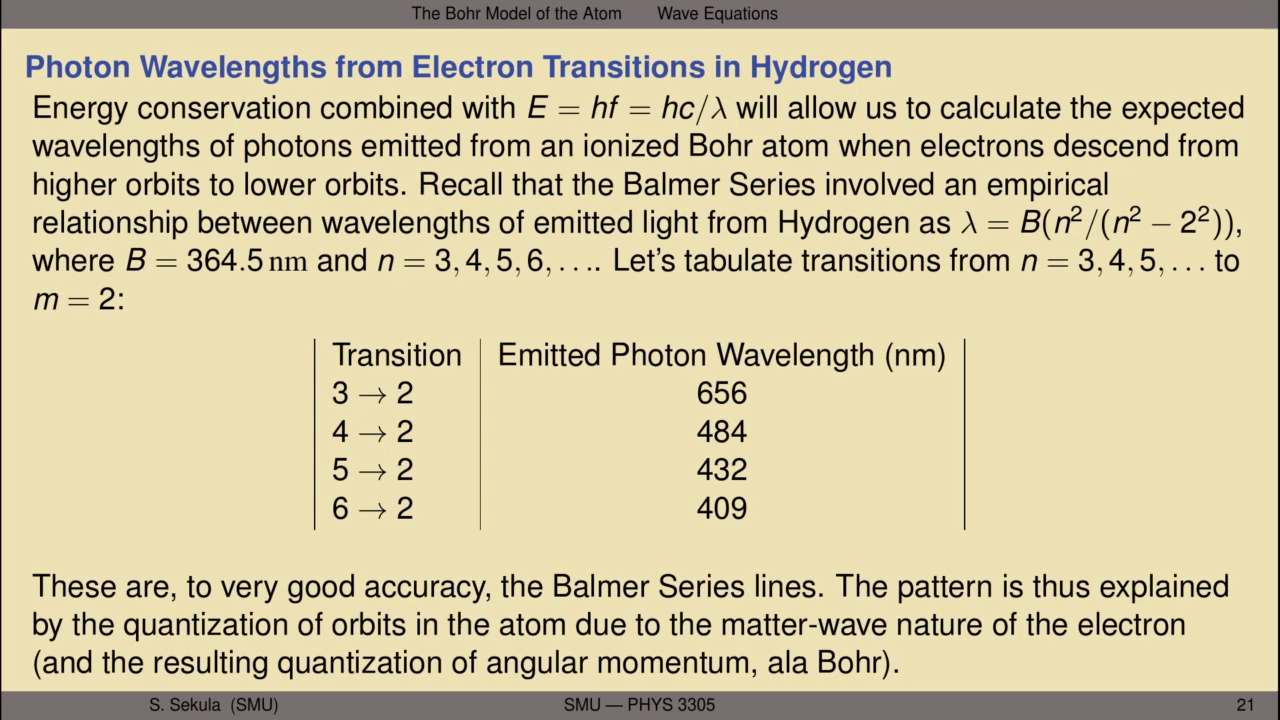 The Bohr Model of the Atom Wave Equations
Photon Wavelengths from Electron Transitions in Hydrogen
Energy conservation combined with E = hf = hc/λ will allow us to calculate the expected
wavelengths of photons emitted from an ionized Bohr atom when electrons descend from
higher orbits to lower orbits. Recall that the Balmer Series involved an empirical
relationship between wavelengths of emitted light from Hydrogen as λ = B(n²/(n² − 2²)),
where B = 364.5 nm and n = 3, 4, 5, 6, .... Let's tabulate transitions from n = 3, 4, 5, ... to
m = 2:
Transition Emitted Photon Wavelength (nm)
3 → 2 656
4 → 2 484
5 → 2 432
6 → 2 409
These are, to very good accuracy, the Balmer Series lines. The pattern is thus explained
by the quantization of orbits in the atom due to the matter-wave nature of the electron
(and the resulting quantization of angular momentum, ala Bohr).
S. Sekula (SMU) SMU — PHYS 3305 21